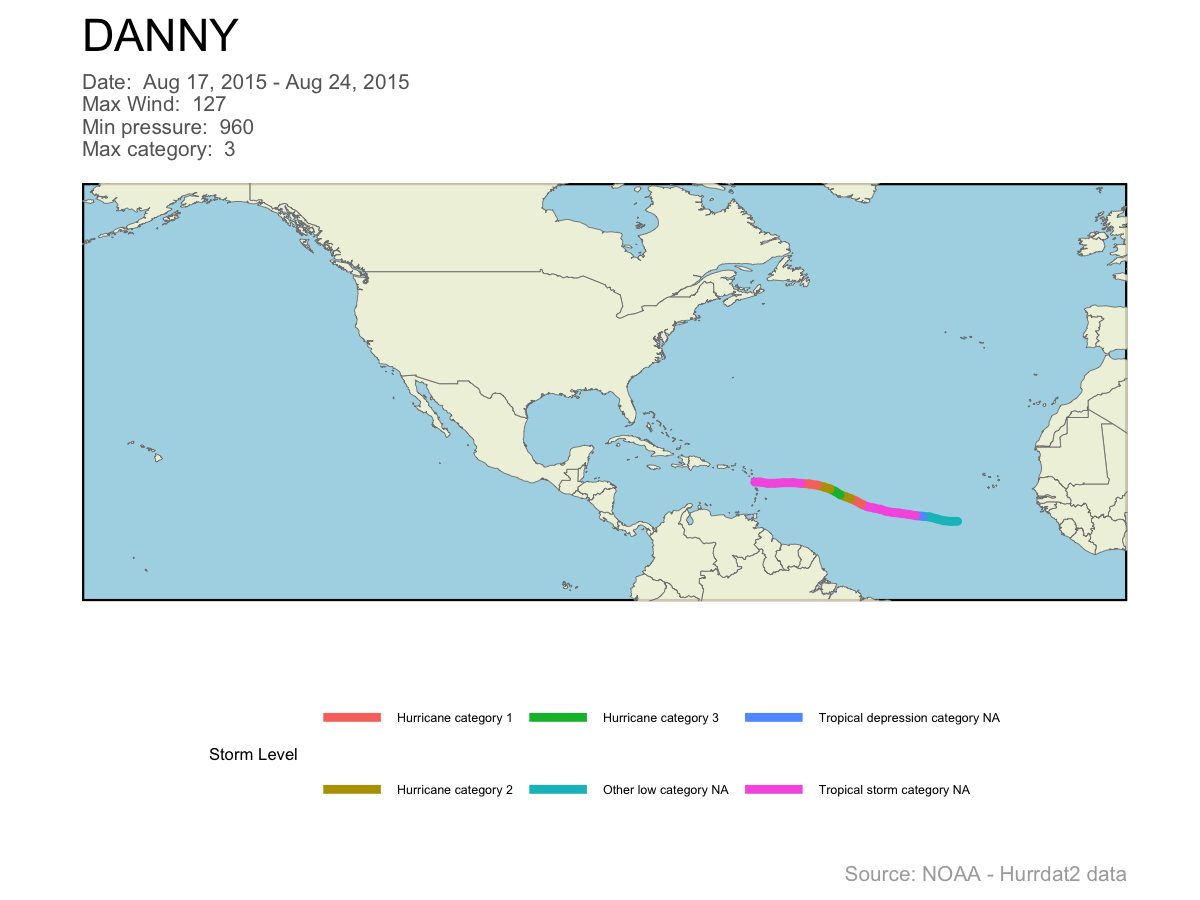 DANNY
Date:  Aug 17, 2015 - Aug 24, 2015
Max Wind:  127
Min pressure:  960
Max category:  3
Hurricane category 1
Hurricane category 3
Tropical depression category NA
Storm Level
Hurricane category 2
Other low category NA
Tropical storm category NA
Source: NOAA - Hurrdat2 data